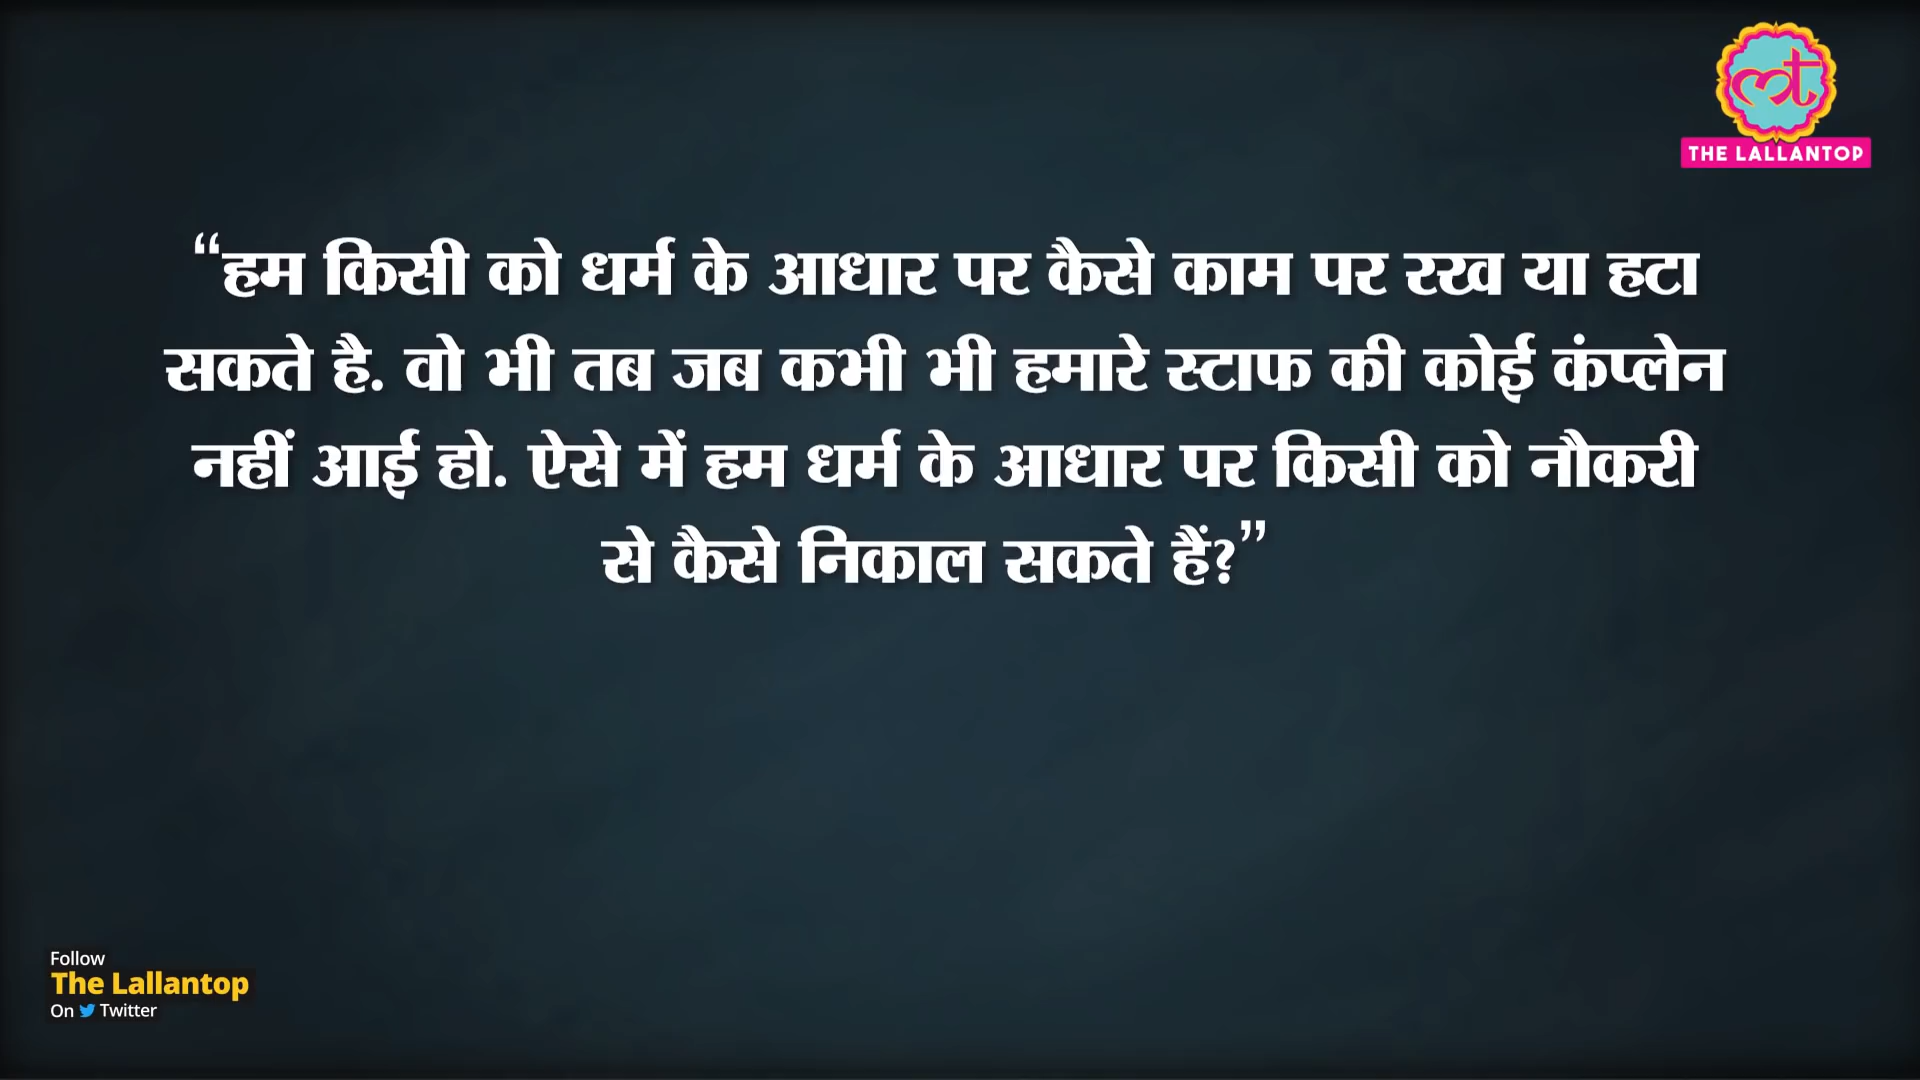 “हम किसी को धर्म के आधार पर कैसे काम पर रख या हटा
सकते है. वो भी तब जब कभी भी हमारे स्टाफ की कोई कंप्लेन
नहीं आई हो. ऐसे में हम धर्म के आधार पर किसी को नौकरी
से कैसे निकाल सकते हैं?”
THE LALLANTOP
Follow
The Lallantop
On Twitter